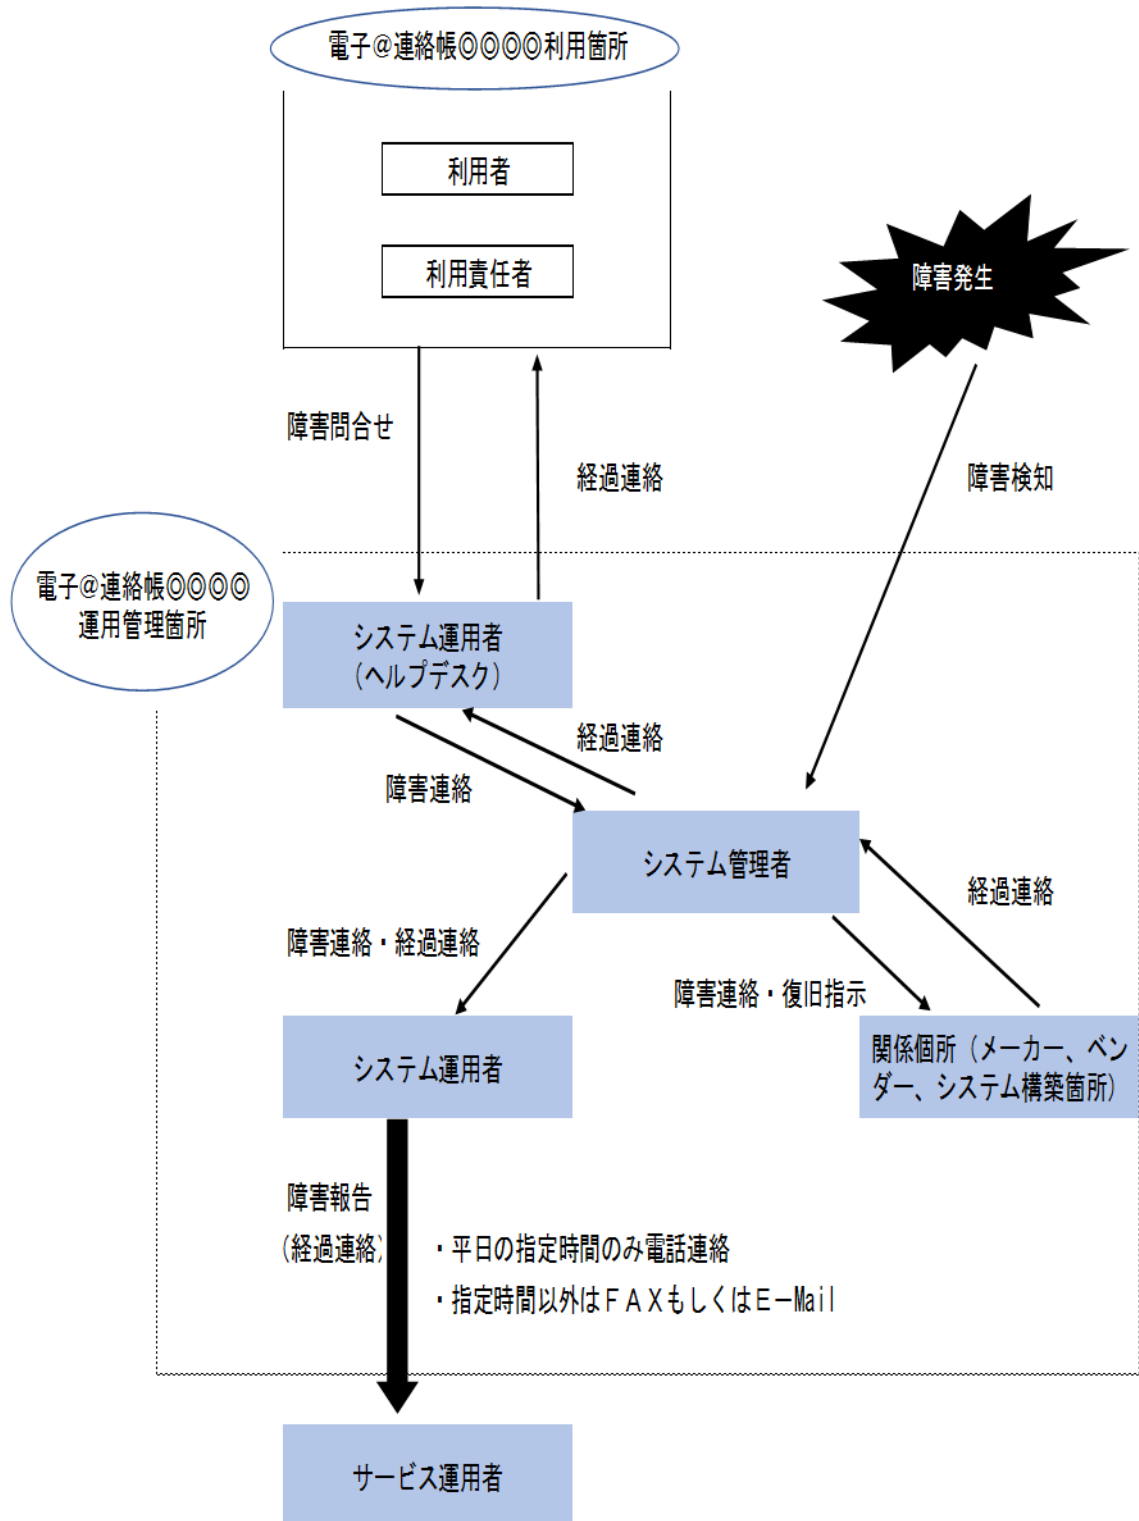 電子＠連絡帳◎◎◎◎利用箇所
利用者
利用責任者
障害発生
障害問合せ
経過連絡
障害検知
電子＠連絡帳◎◎◎◎
運用管理箇所
システム運用者
（ヘルプデスク）
経過連絡
障害連絡
システム管理者
経過連絡
障害連絡・経過連絡
障害連絡・復旧指示
システム運用者
関係個所（メーカー、ベン
ダー、システム構築箇所）
障害報告
（経過連絡）
・平日の指定時間のみ電話連絡
・指定時間以外はＦＡＸもしくはＥーMail
サービス運用者